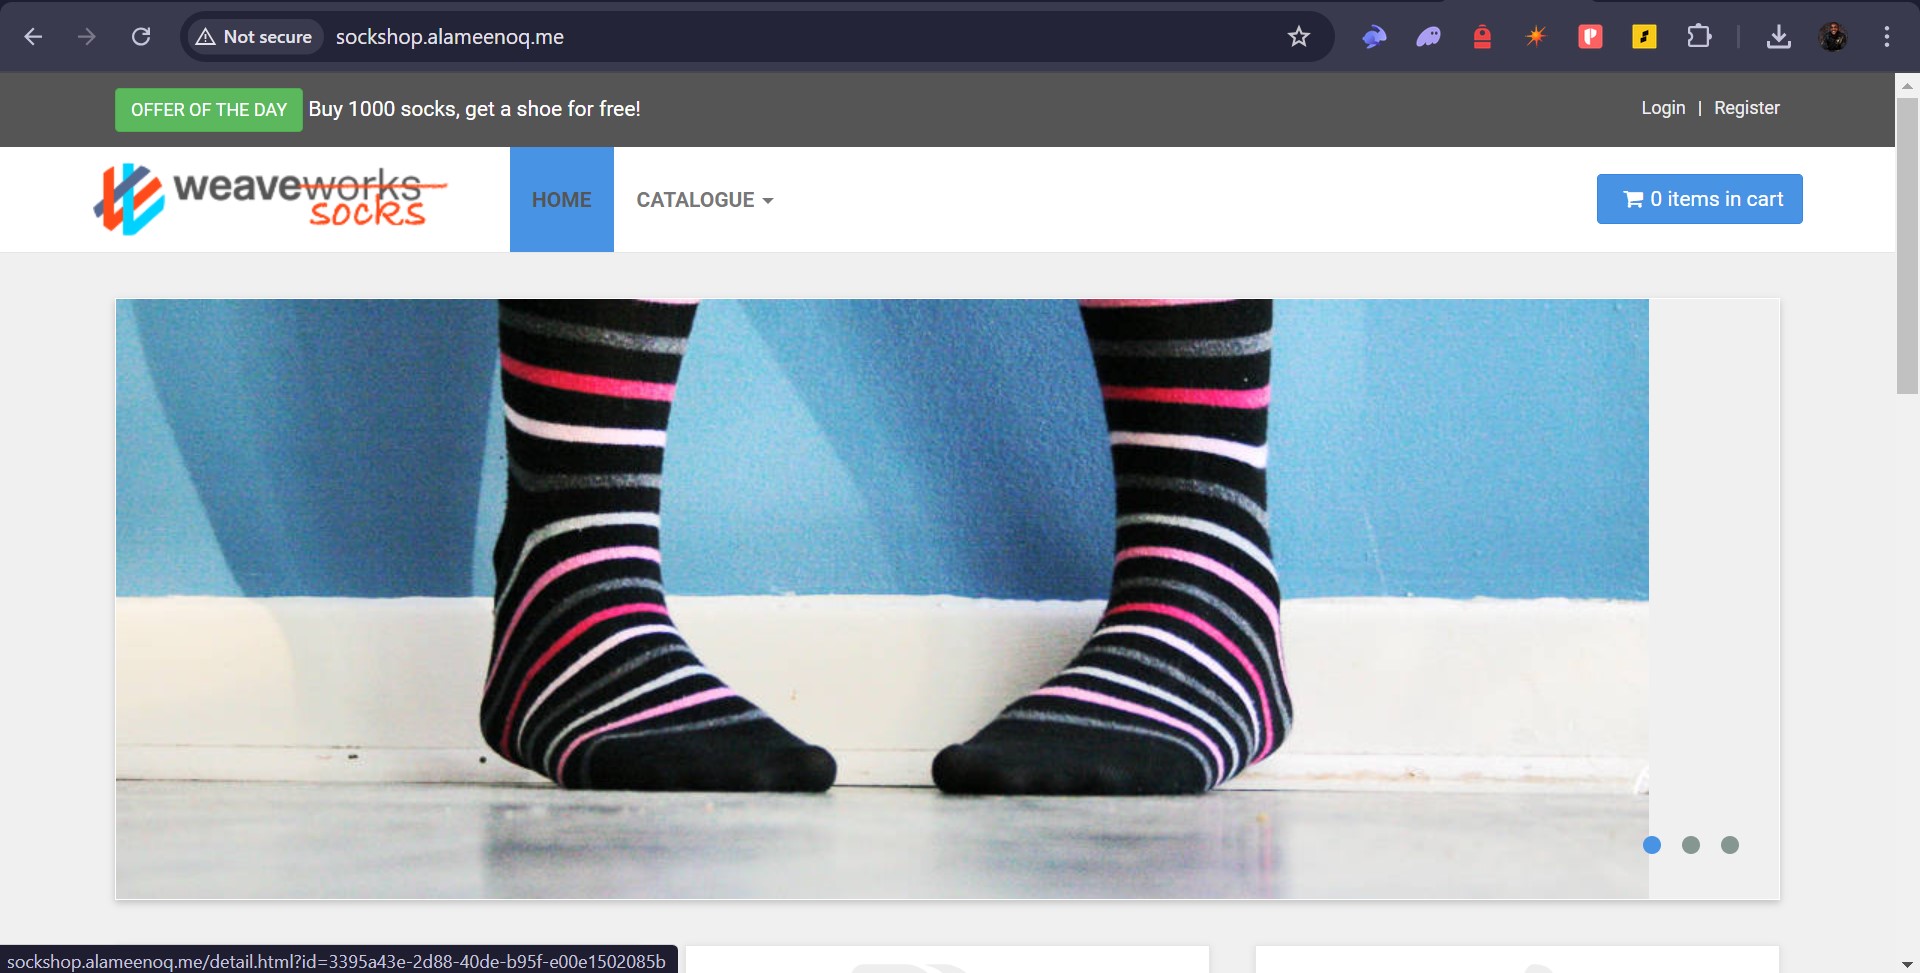 Not secure
sockshop.alameenoq.me
OFFER OF THE DAY Buy 1000 socks, get a shoe for free!
Login | Register
weaveworks
socks
HOME
CATALOGUE
0 items in cart
sockshop.alameenoq.me/detail.html?id=3395a43e-2d88-40de-b95f-e00e1502085b